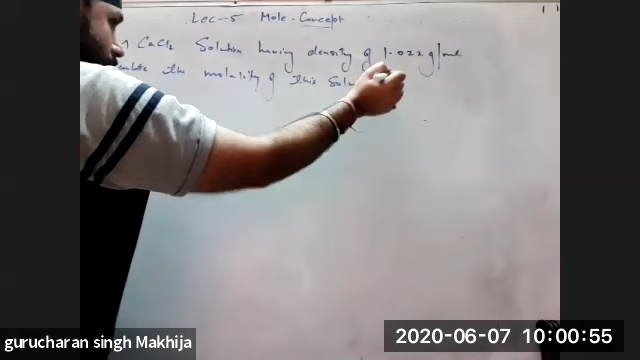 Lec-5 Mole-Concept
M CaCl₂ Solution having density of 1.022 g/ml
the molality of this Solu
gurucharan singh Makhija
2020-06-07 10:00:55